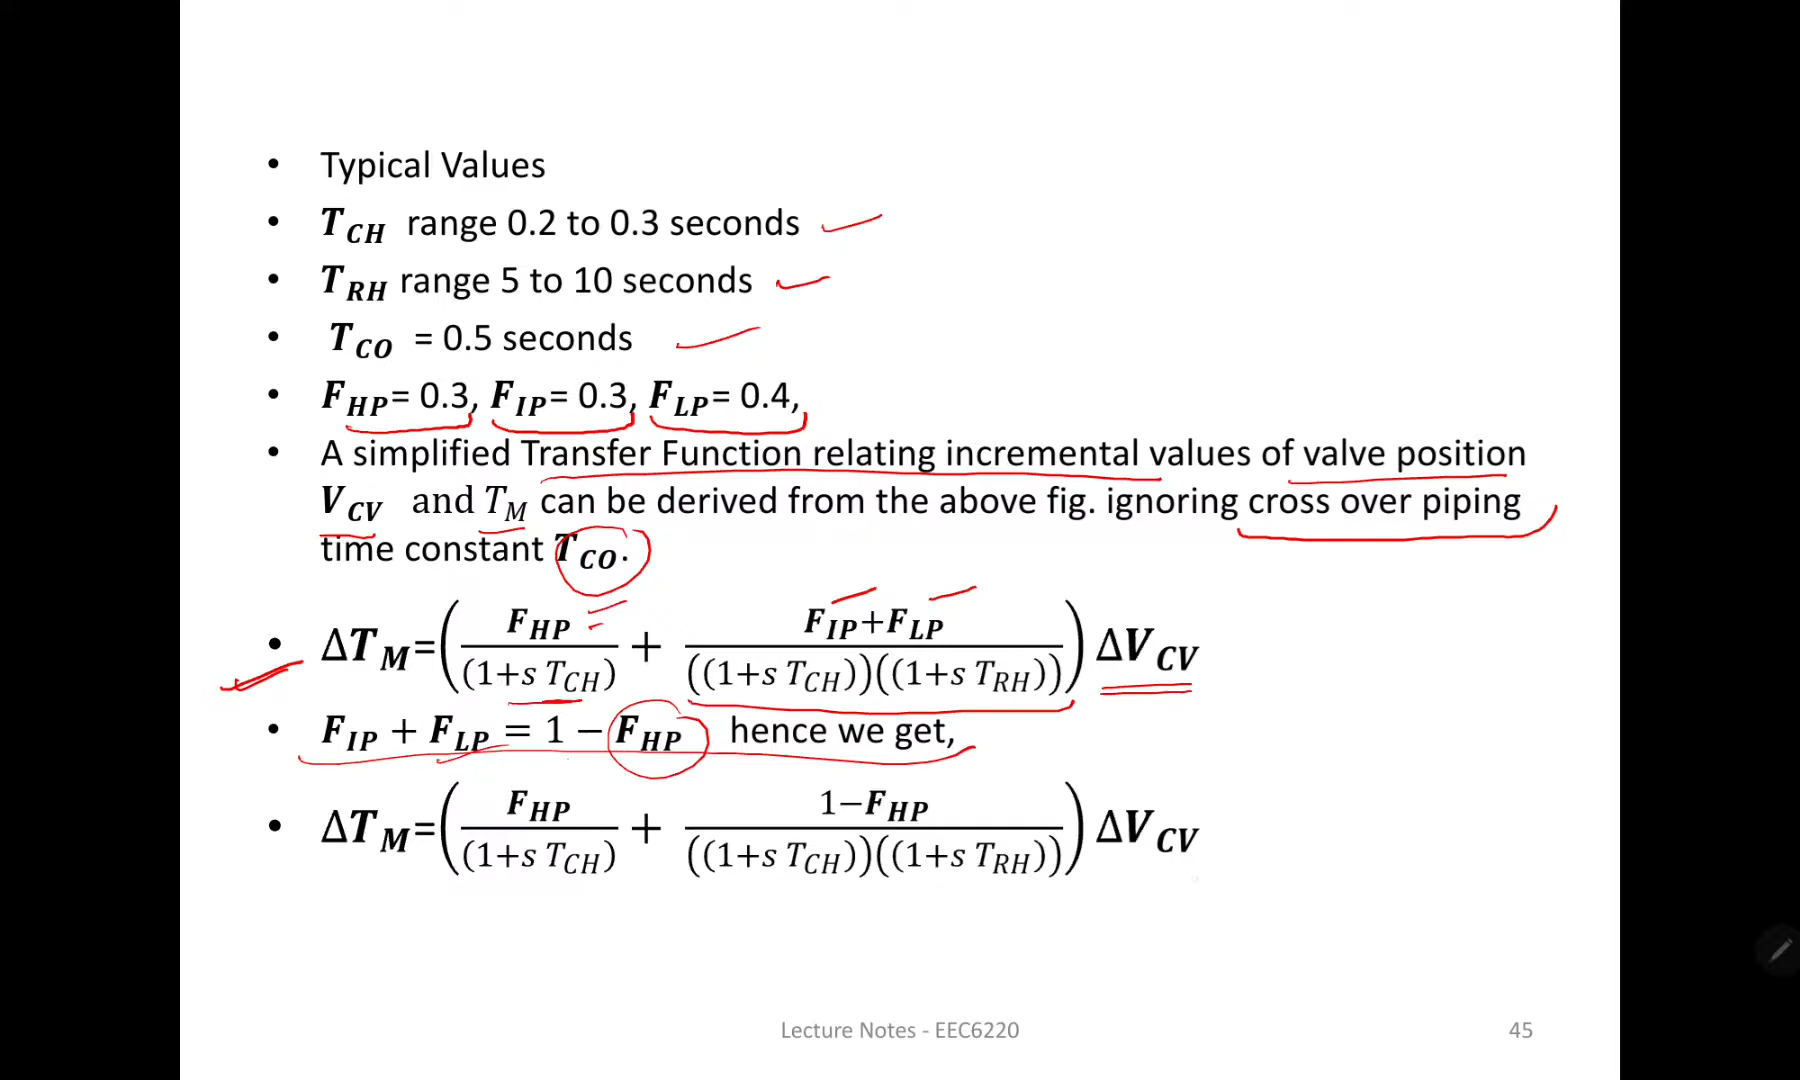 • Typical Values
• T_CH range 0.2 to 0.3 seconds
• T_RH range 5 to 10 seconds
• T_CO = 0.5 seconds
• F_HP= 0.3, F_IP= 0.3, F_LP= 0.4,
• A simplified Transfer Function relating incremental values of valve position
V_CV and T_M can be derived from the above fig. ignoring cross over piping
time constant T_CO.
• ΔT_M=(F_HP/(1+s T_CH) + (F_IP+F_LP)/(((1+s T_CH))((1+s T_RH)))) ΔV_CV
• F_IP + F_LP = 1 − F_HP hence we get,
• ΔT_M=(F_HP/(1+s T_CH) + (1−F_HP)/(((1+s T_CH))((1+s T_RH)))) ΔV_CV
Lecture Notes - EEC6220
45